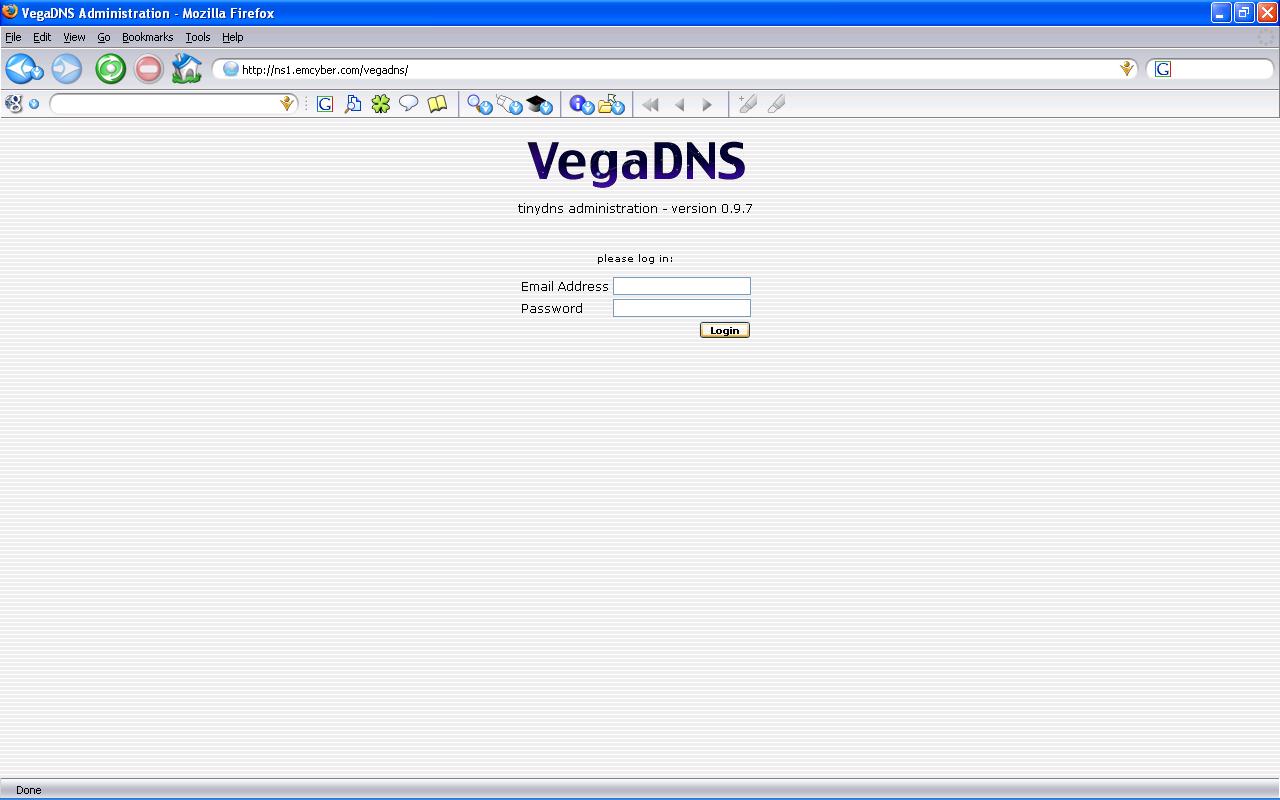 VegaDNS Administration - Mozilla Firefox
File Edit View Go Bookmarks Tools Help
http://ns1.emcyber.com/vegadns/
VegaDNS
tinydns administration - version 0.9.7
please log in:
Email Address
Password
Login
Done